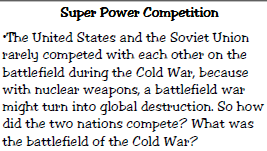 Super Power Competition
•The United States and the Soviet Union
rarely competed with each other on the
battlefield during the Cold War, because
with nuclear weapons, a battlefield war
might turn into global destruction. So how
did the two nations compete? What was
the battlefield of the Cold War?